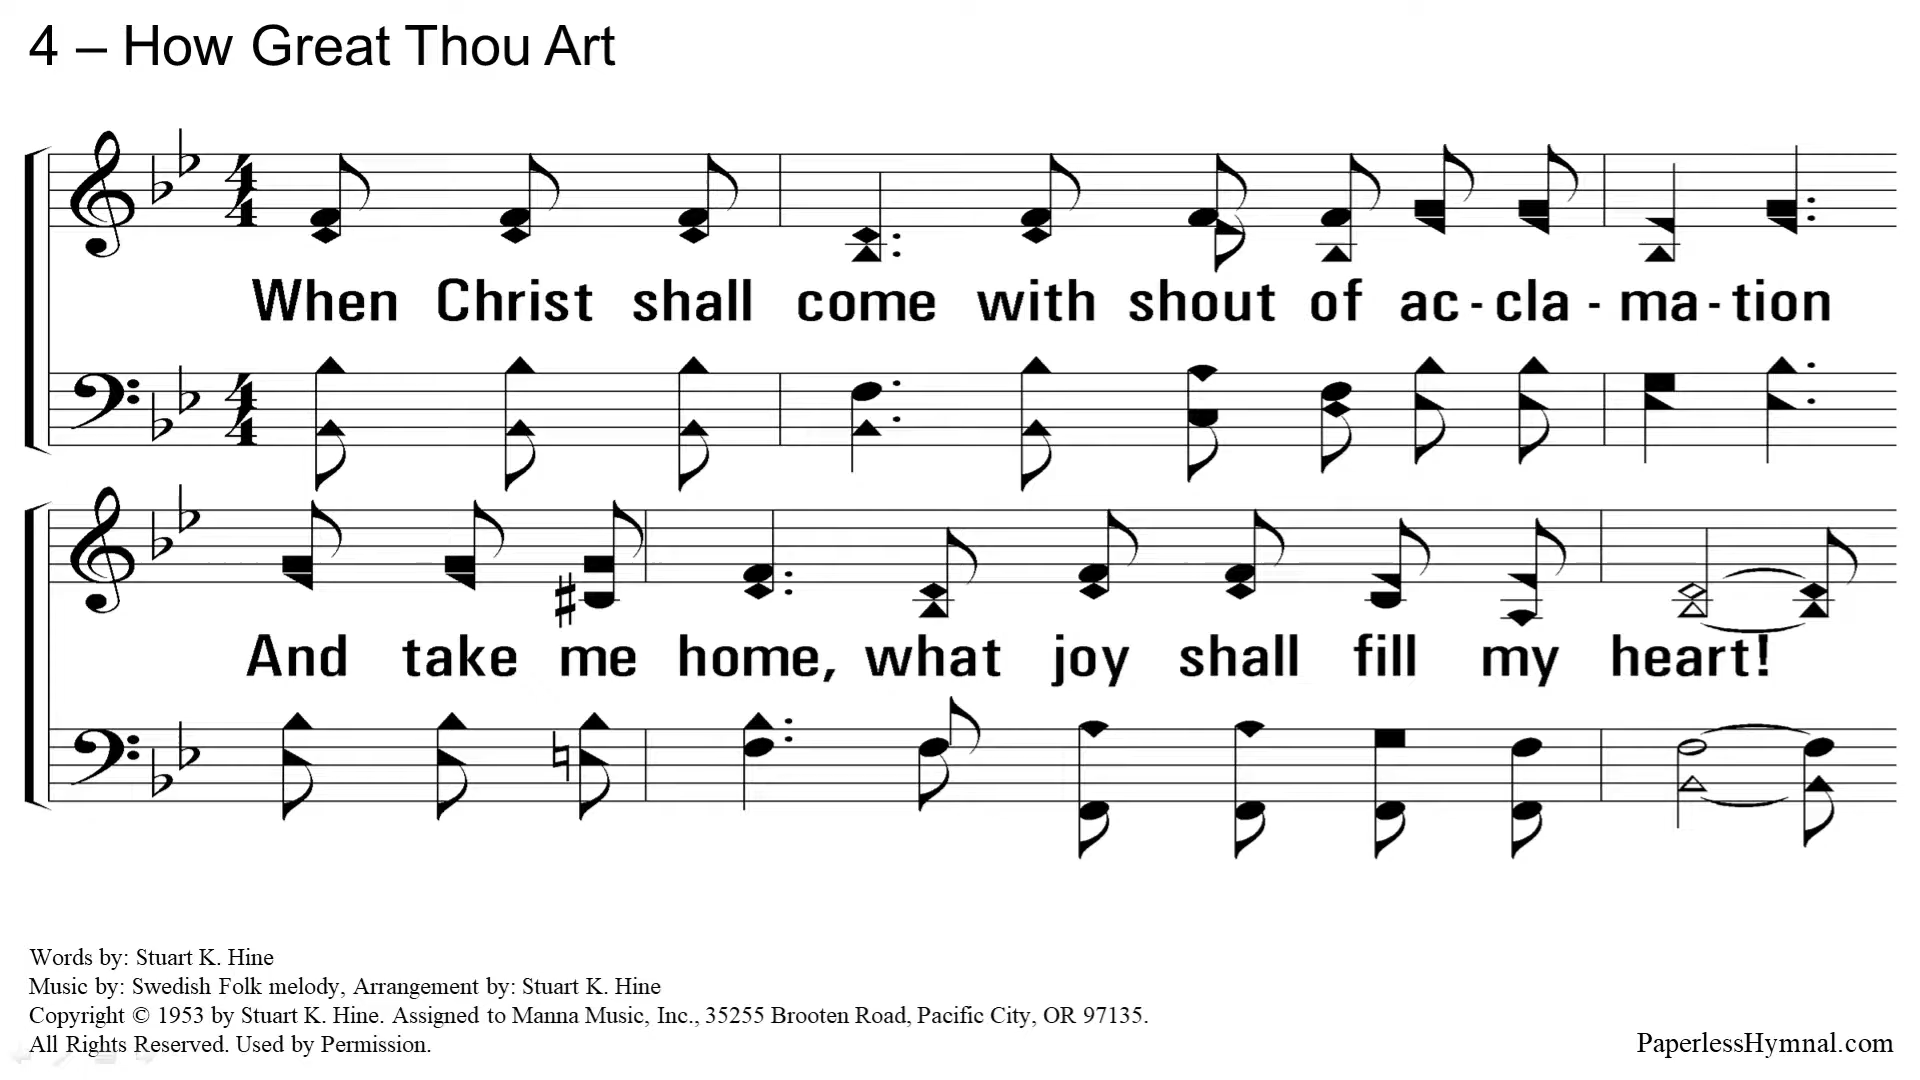 4 – How Great Thou Art
When Christ shall come with shout of ac - cla - ma - tion
And take me home, what joy shall fill my heart!
Words by: Stuart K. Hine
Music by: Swedish Folk melody, Arrangement by: Stuart K. Hine
Copyright © 1953 by Stuart K. Hine. Assigned to Manna Music, Inc., 35255 Brooten Road, Pacific City, OR 97135.
All Rights Reserved. Used by Permission.
PaperlessHymnal.com